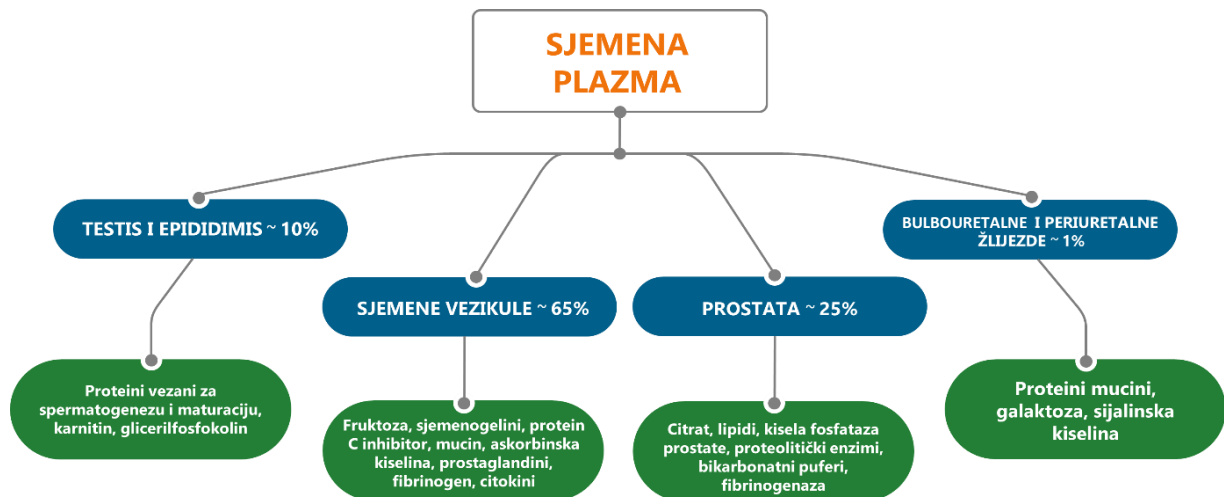 SJEMENA
PLAZMA
TESTIS I EPIDIDIMIS ~ 10%
BULBOURETALNE I PERIURETALNE
ŽLIJEZDE ~ 1%
SJEMENE VEZIKULE ~ 65%
PROSTATA ~ 25%
Proteini vezani za
spermatogenezu i maturaciju,
karnitin, glicerilfosfokolin
Fruktoza, sjemenogelini, protein
C inhibitor, mucin, askorbinska
kiselina, prostaglandini,
fibrinogen, citokini
Citrat, lipidi, kisela fosfataza
prostate, proteolitički enzimi,
bikarbonatni puferi,
fibrinogenaza
Proteini mucini,
galaktoza, sijalinska
kiselina